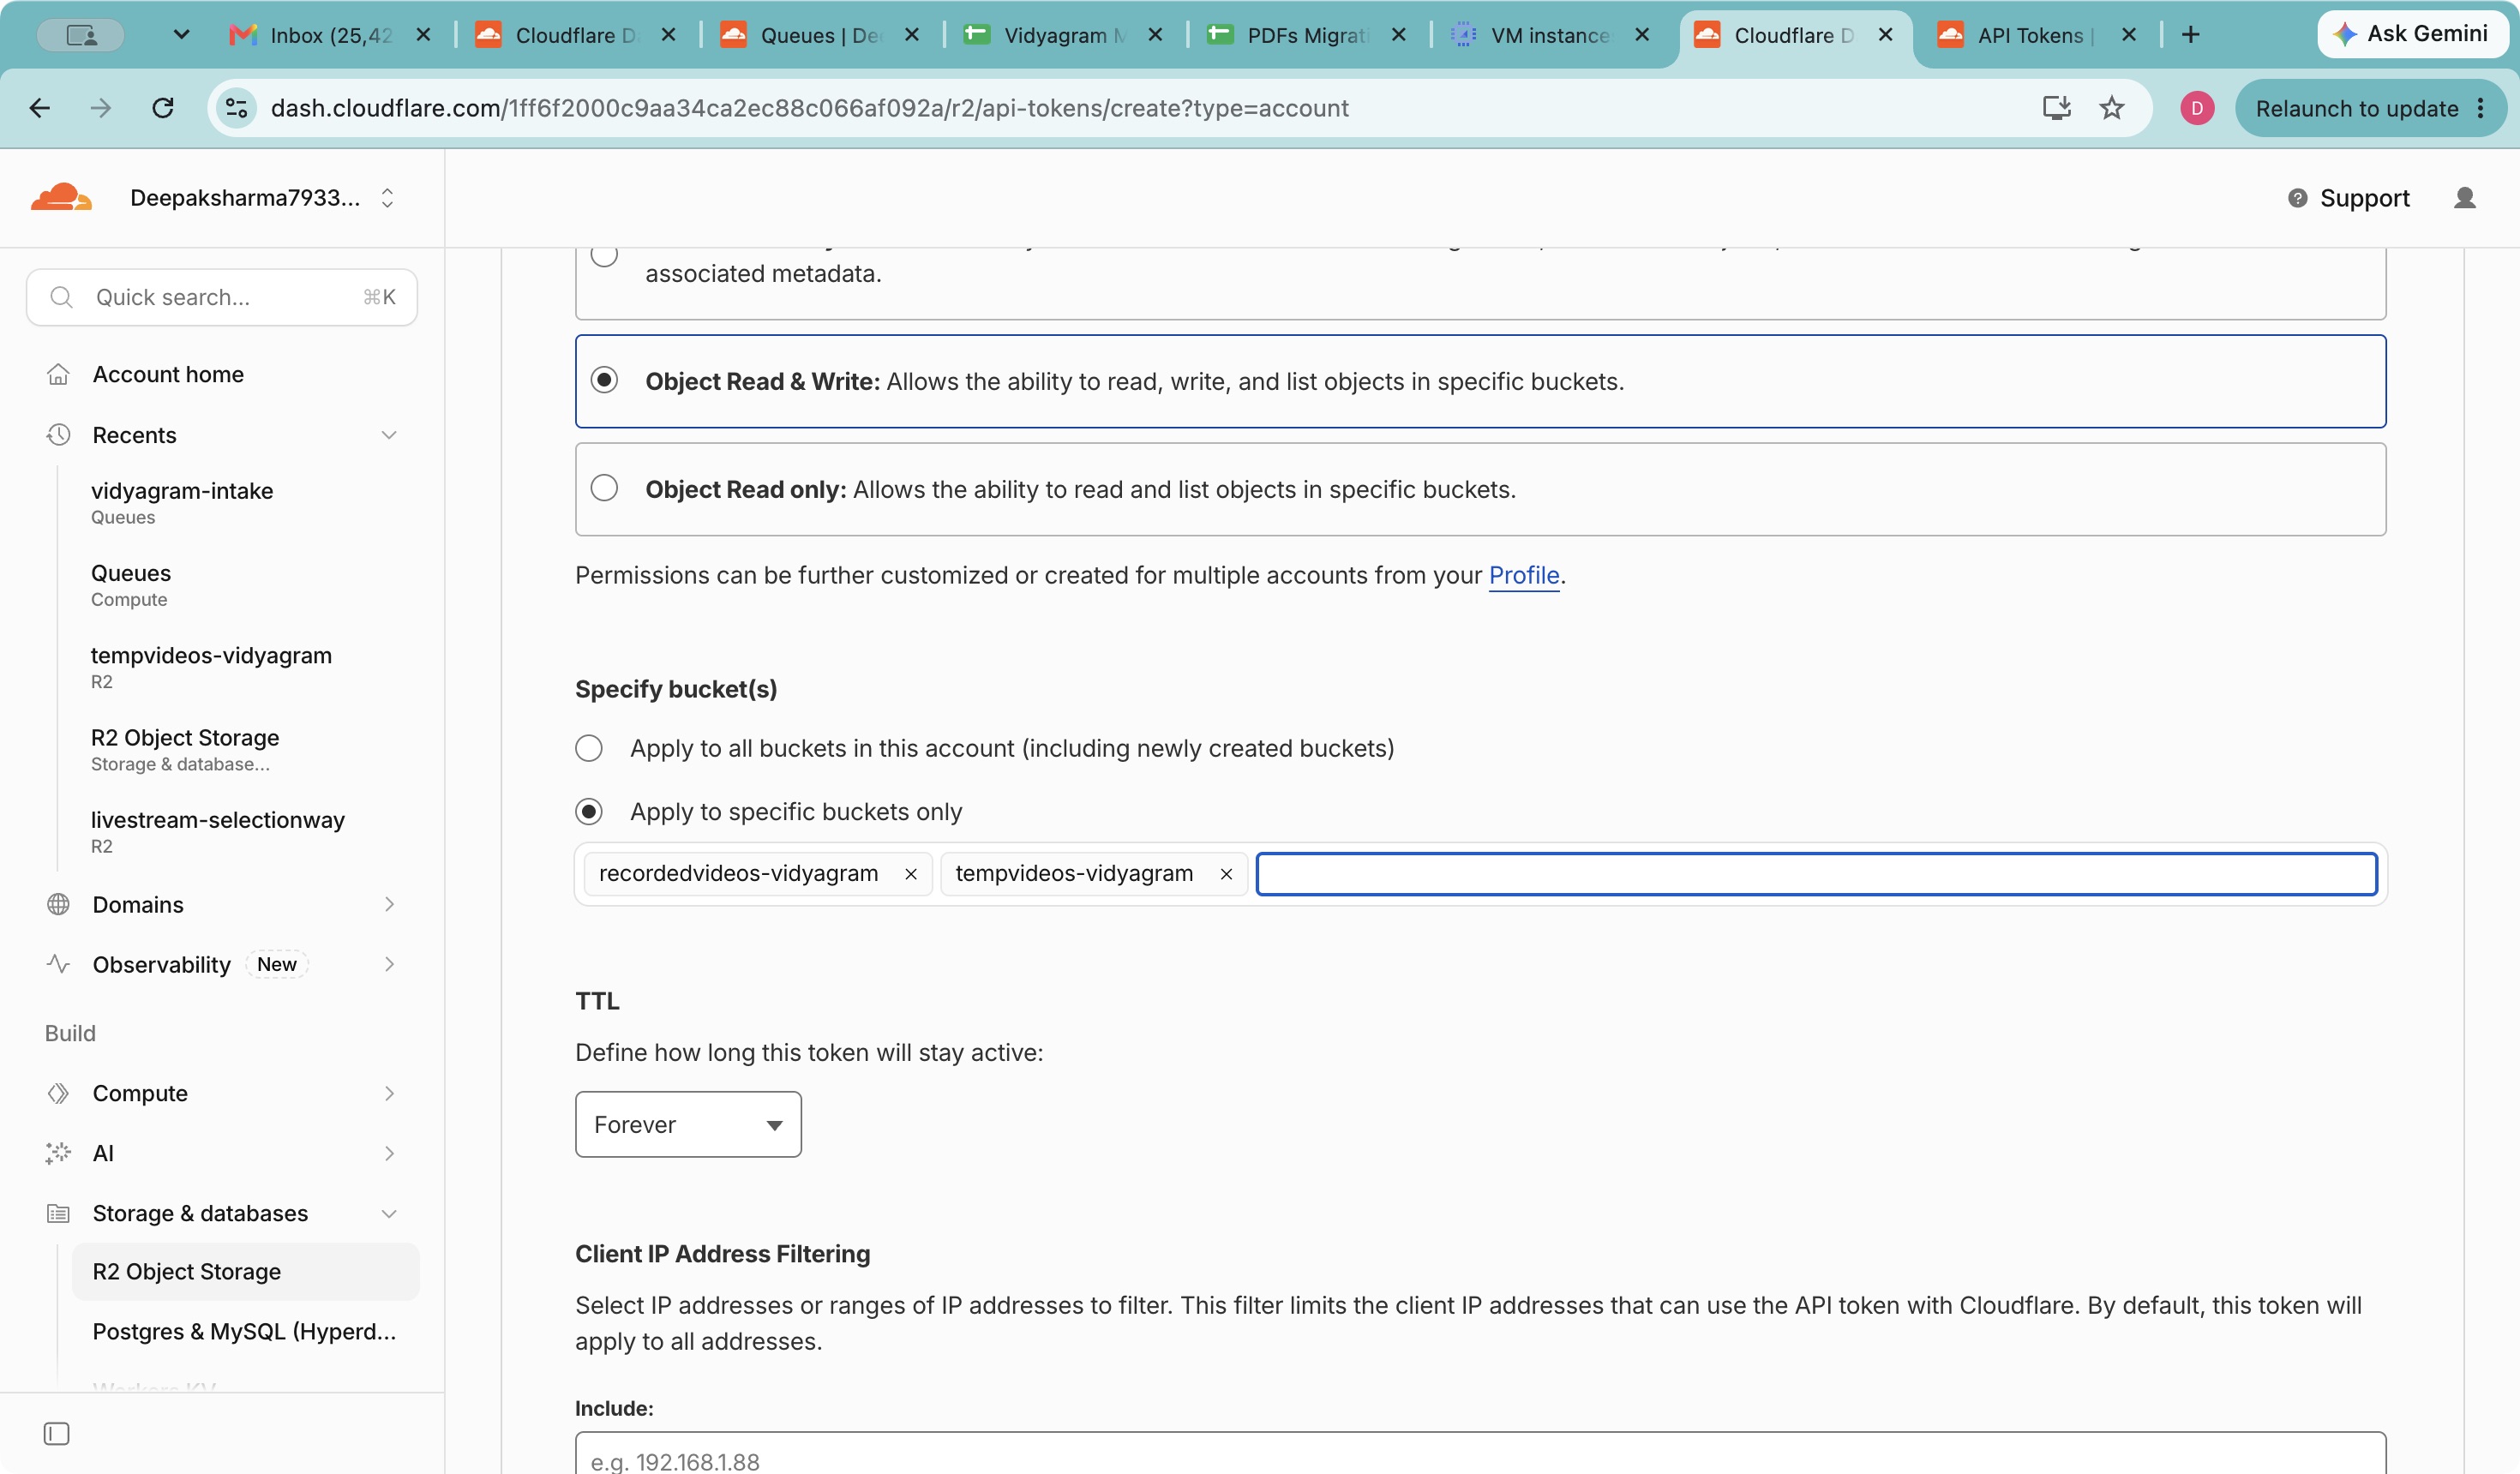 Inbox (25,42
Cloudflare D
Queues | De
Vidyagram M
PDFs Migrati
VM instance
Cloudflare D
API Tokens |
Ask Gemini
dash.cloudflare.com/1ff6f2000c9aa34ca2ec88c066af092a/r2/api-tokens/create?type=account
D
Relaunch to update
Deepaksharma7933...
Support
Quick search...
⌘K
Account home
Recents
vidyagram-intake
Queues
Queues
Compute
tempvideos-vidyagram
R2
R2 Object Storage
Storage & database...
livestream-selectionway
R2
Domains
Observability
New
Build
Compute
AI
Storage & databases
R2 Object Storage
Postgres & MySQL (Hyperd...
Workers KV
associated metadata.
Object Read & Write: Allows the ability to read, write, and list objects in specific buckets.
Object Read only: Allows the ability to read and list objects in specific buckets.
Permissions can be further customized or created for multiple accounts from your Profile.
Specify bucket(s)
Apply to all buckets in this account (including newly created buckets)
Apply to specific buckets only
recordedvideos-vidyagram
tempvideos-vidyagram
TTL
Define how long this token will stay active:
Forever
Client IP Address Filtering
Select IP addresses or ranges of IP addresses to filter. This filter limits the client IP addresses that can use the API token with Cloudflare. By default, this token will
apply to all addresses.
Include:
e.g. 192.168.1.88